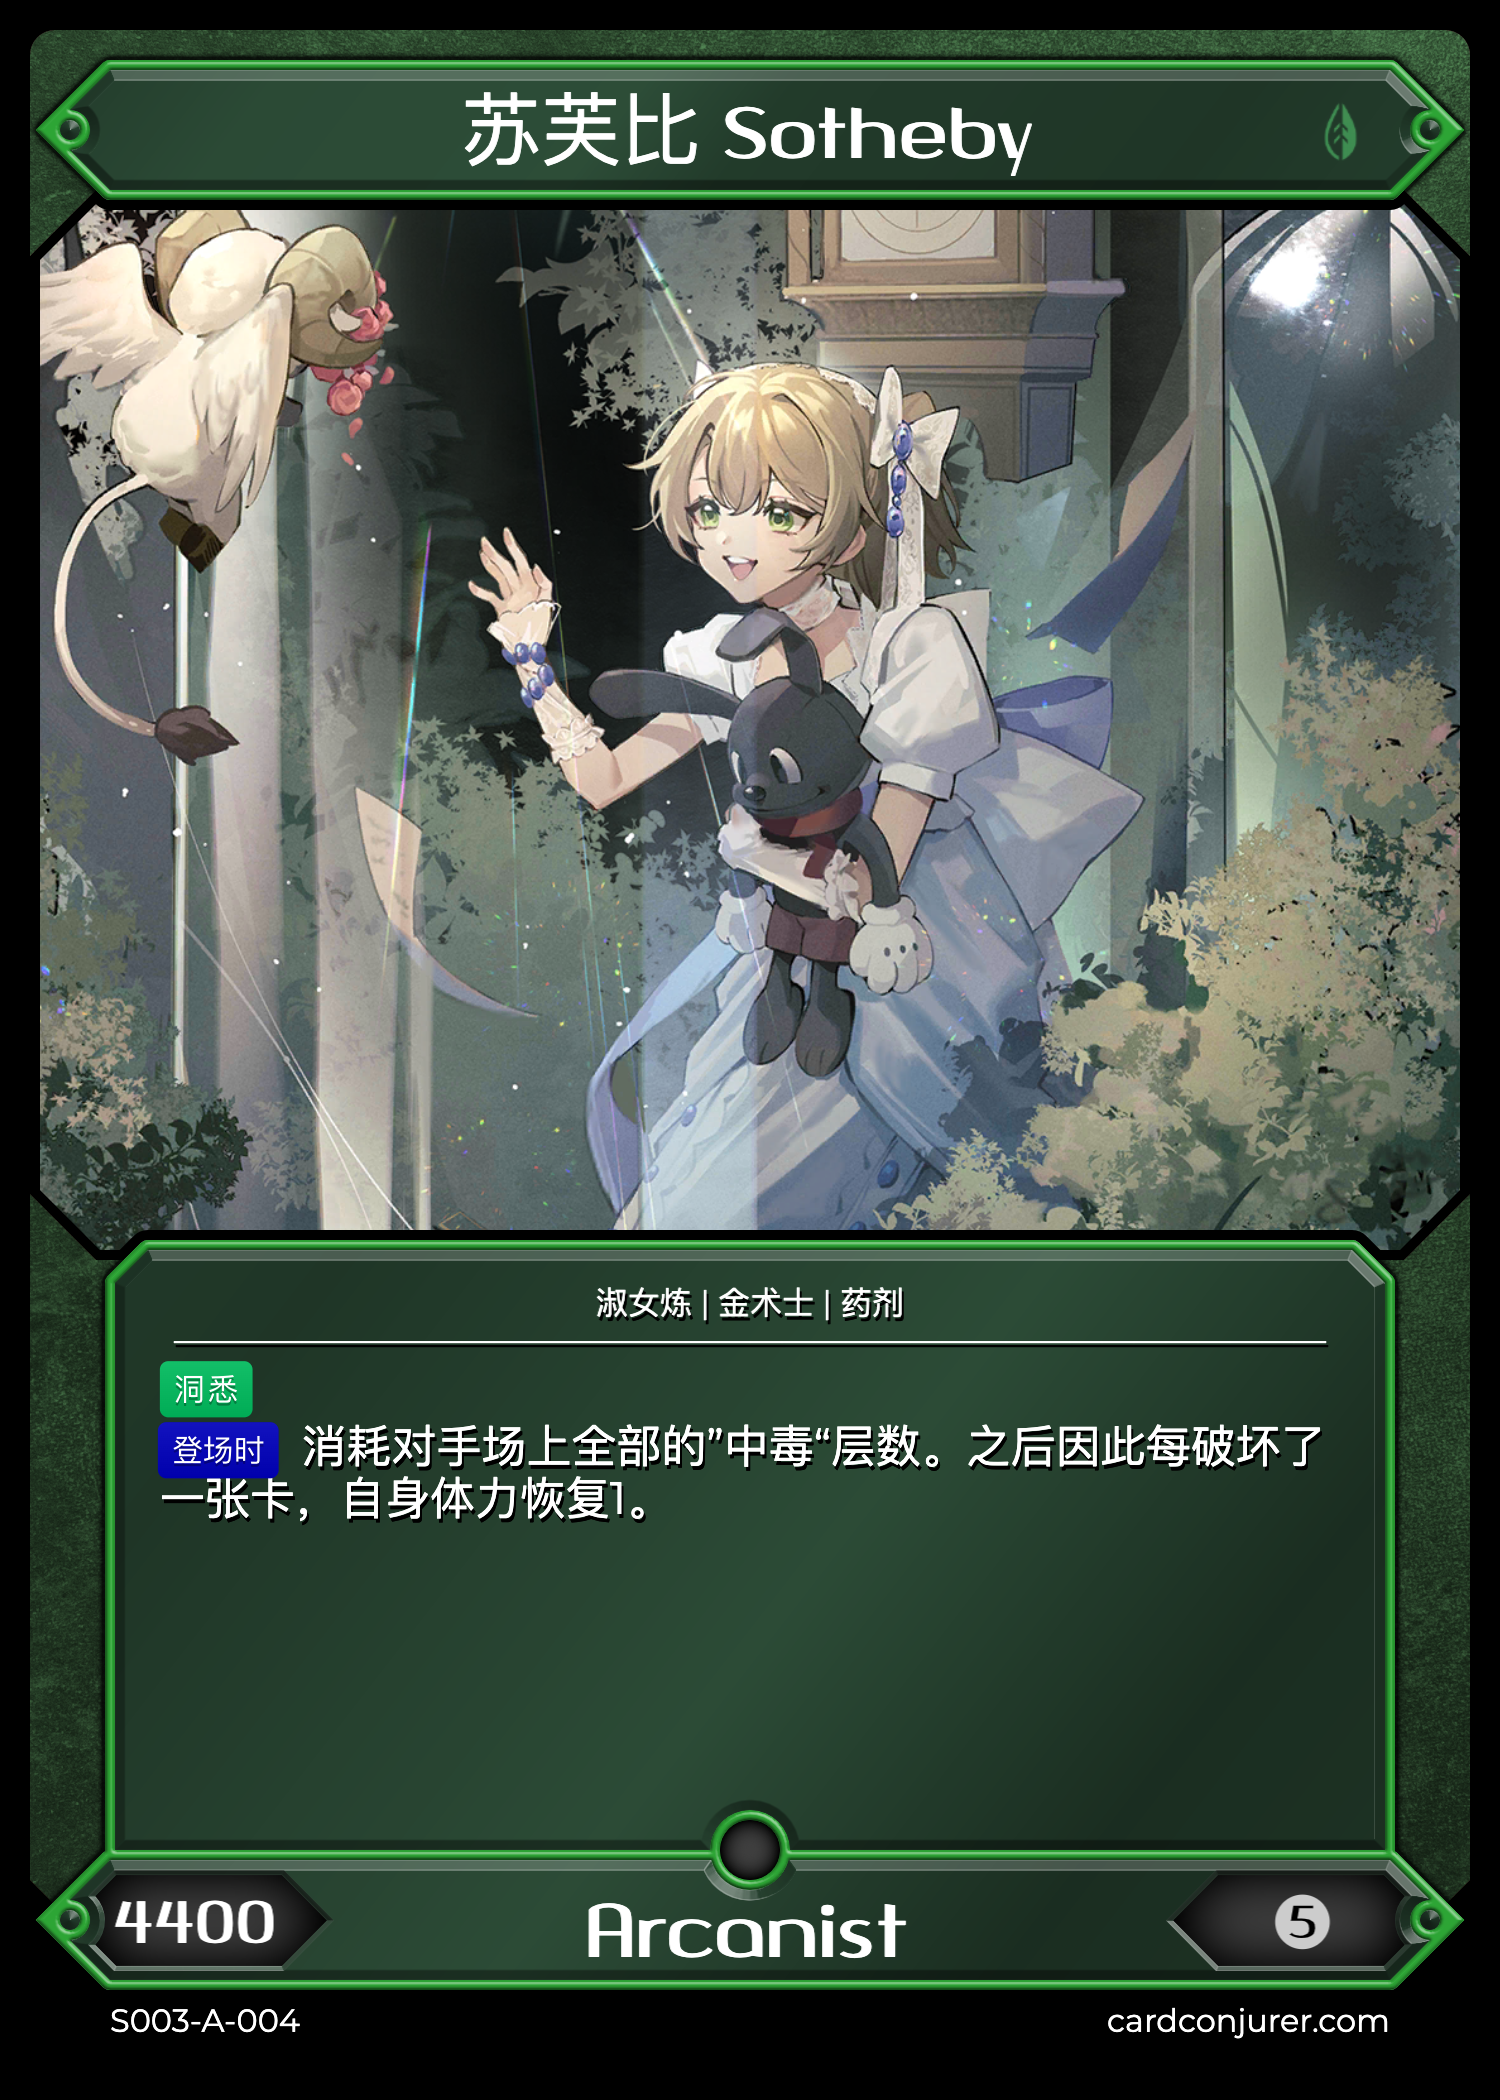 苏芙比 Sotheby
淑女炼 | 金术士 | 药剂
洞悉
登场时 消耗对手场上全部的”中毒“层数。之后因此每破坏了
一张卡，自身体力恢复1。
4400 Arcanist 5
S003-A-004 cardconjurer.com